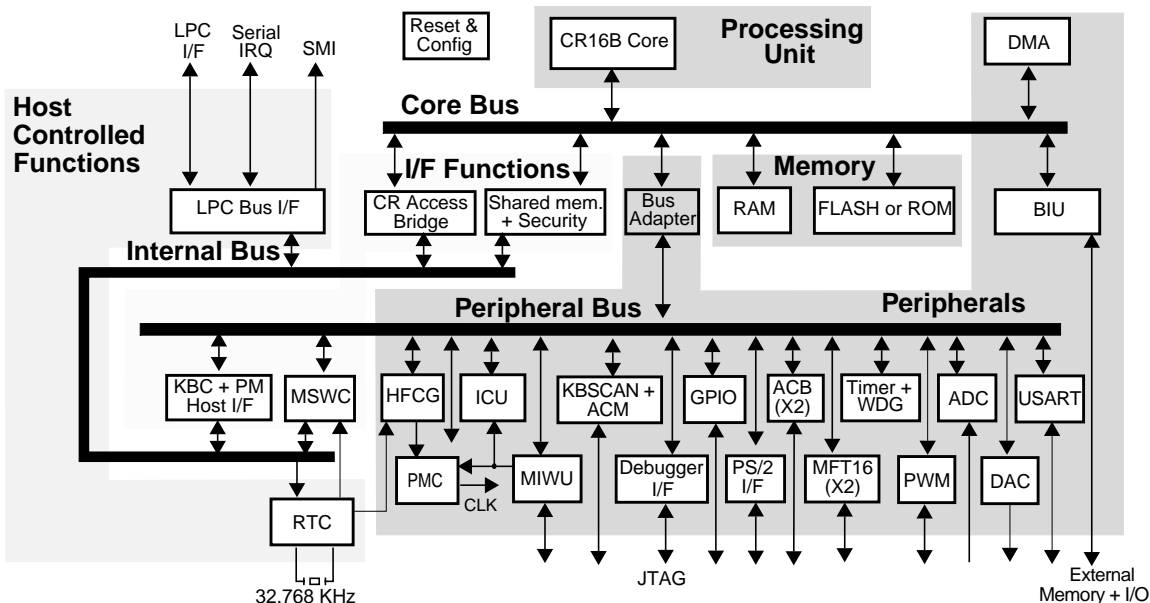 LPC
I/F
Serial
IRQ
SMI
Reset &
Config
CR16B Core
Processing
Unit
DMA
Host
Controlled
Functions
Core Bus
I/F Functions
Memory
LPC Bus I/F
CR Access
Bridge
Shared mem.
+ Security
Bus
Adapter
RAM
FLASH or ROM
BIU
Internal Bus
Peripheral Bus
Peripherals
KBC + PM
Host I/F
MSWC
HFCG
ICU
KBSCAN +
ACM
GPIO
ACB
(X2)
Timer +
WDG
ADC
USART
PMC
CLK
MIWU
Debugger
I/F
PS/2
I/F
MFT16
(X2)
PWM
DAC
RTC
32.768 KHz
JTAG
External
Memory + I/O